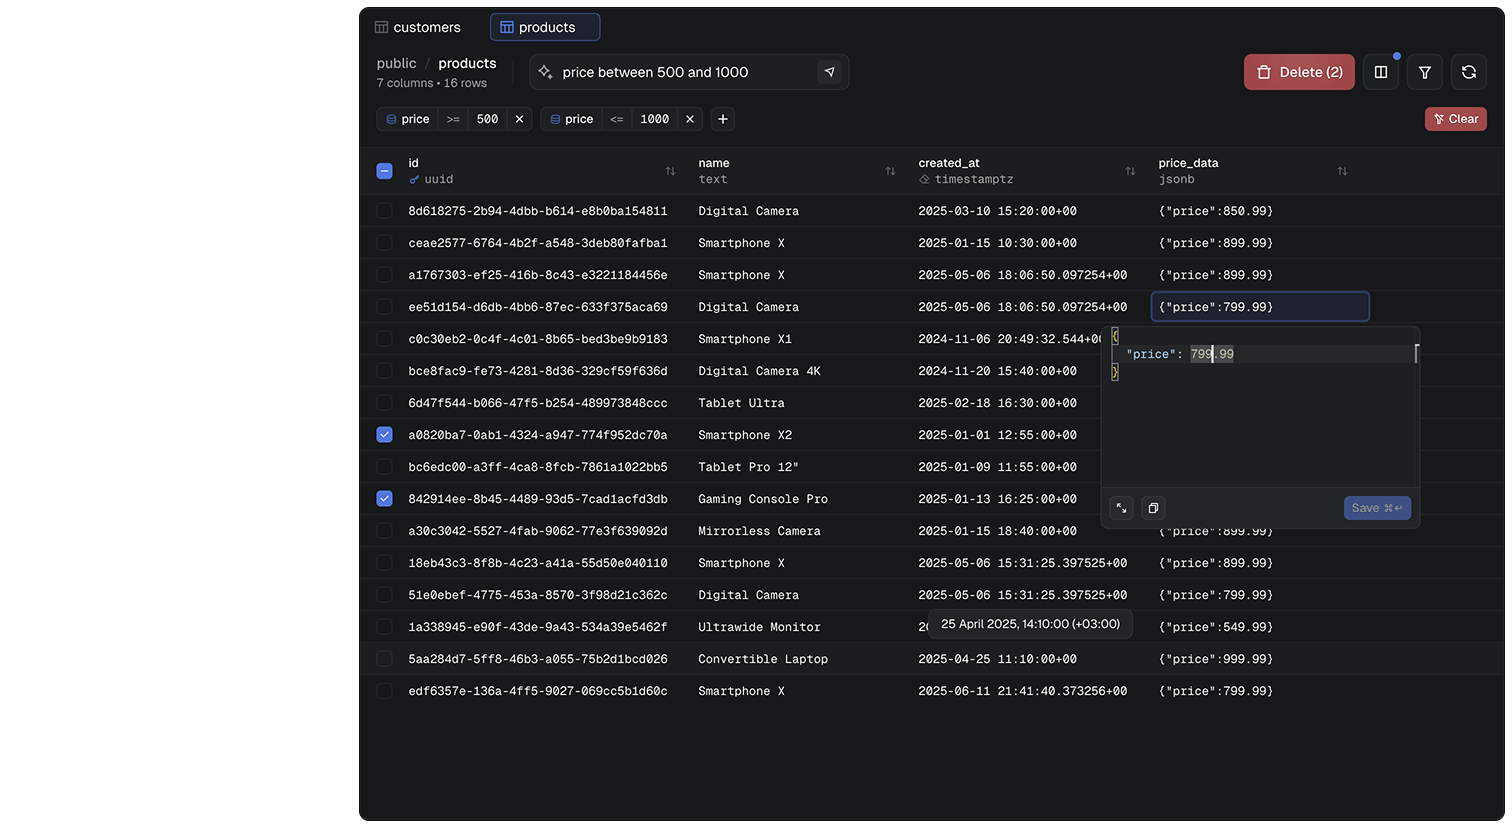 customers products
public / products
7 columns • 16 rows
price between 500 and 1000
Delete (2)
price >= 500 price <= 1000
Clear
id name created_at price_data
uuid text timestamptz jsonb
8d618275-2b94-4dbb-b614-e8b0ba154811 Digital Camera 2025-03-10 15:20:00+00 {"price":850.99}
ceae2577-6764-4b2f-a548-3deb80fafba1 Smartphone X 2025-01-15 10:30:00+00 {"price":899.99}
a1767303-ef25-416b-8c43-e3221184456e Smartphone X 2025-05-06 18:06:50.097254+00 {"price":899.99}
ee51d154-d6db-4bb6-87ec-633f375aca69 Digital Camera 2025-05-06 18:06:50.097254+00 {"price":799.99}
c0c30eb2-0c4f-4c01-8b65-bed3be9b9183 Smartphone X1 2024-11-06 20:49:32.544+00
{
"price": 799.99
}
bce8fac9-fe73-4281-8d36-329cf59f636d Digital Camera 4K 2024-11-20 15:40:00+00
6d47f544-b066-47f5-b254-489973848ccc Tablet Ultra 2025-02-18 16:30:00+00
a0820ba7-0ab1-4324-a947-774f952dc70a Smartphone X2 2025-01-01 12:55:00+00
bc6edc00-a3ff-4ca8-8fcb-7861a1022bb5 Tablet Pro 12" 2025-01-09 11:55:00+00
842914ee-8b45-4489-93d5-7cad1acfd3db Gaming Console Pro 2025-01-13 16:25:00+00
Save ⌘↵
a30c3042-5527-4fab-9062-77e3f639092d Mirrorless Camera 2025-01-15 18:40:00+00 {"price":899.99}
18eb43c3-8f8b-4c23-a41a-55d50e040110 Smartphone X 2025-05-06 15:31:25.397525+00 {"price":899.99}
51e0ebef-4775-453a-8570-3f98d21c362c Digital Camera 2025-05-06 15:31:25.397525+00 {"price":799.99}
1a338945-e90f-43de-9a43-534a39e5462f Ultrawide Monitor {"price":549.99}
25 April 2025, 14:10:00 (+03:00)
5aa284d7-5ff8-46b3-a055-75b2d1bcd026 Convertible Laptop 2025-04-25 11:10:00+00 {"price":999.99}
edf6357e-136a-4ff5-9027-069cc5b1d60c Smartphone X 2025-06-11 21:41:40.373256+00 {"price":799.99}